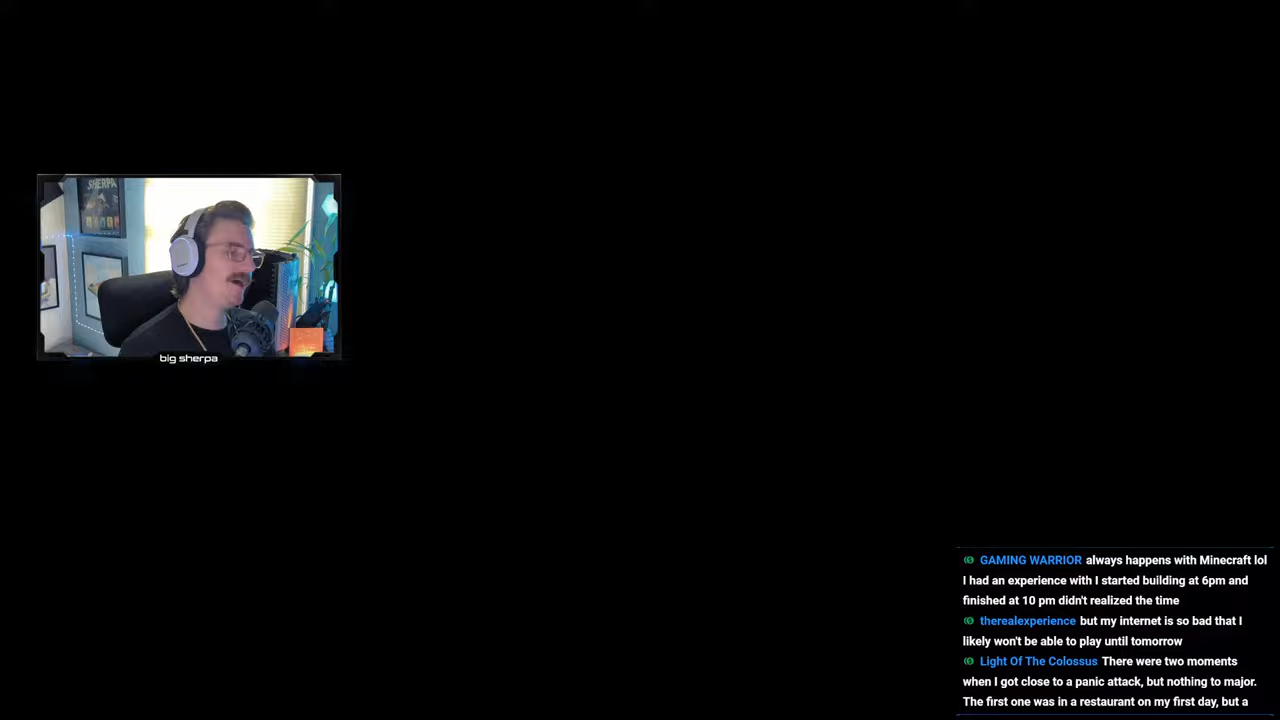 SHERPA
big sherpa
GAMING WARRIOR always happens with Minecraft lol
I had an experience with I started building at 6pm and
finished at 10 pm didn't realized the time
therealexperience but my internet is so bad that I
likely won't be able to play until tomorrow
Light Of The Colossus There were two moments
when I got close to a panic attack, but nothing to major.
The first one was in a restaurant on my first day, but a